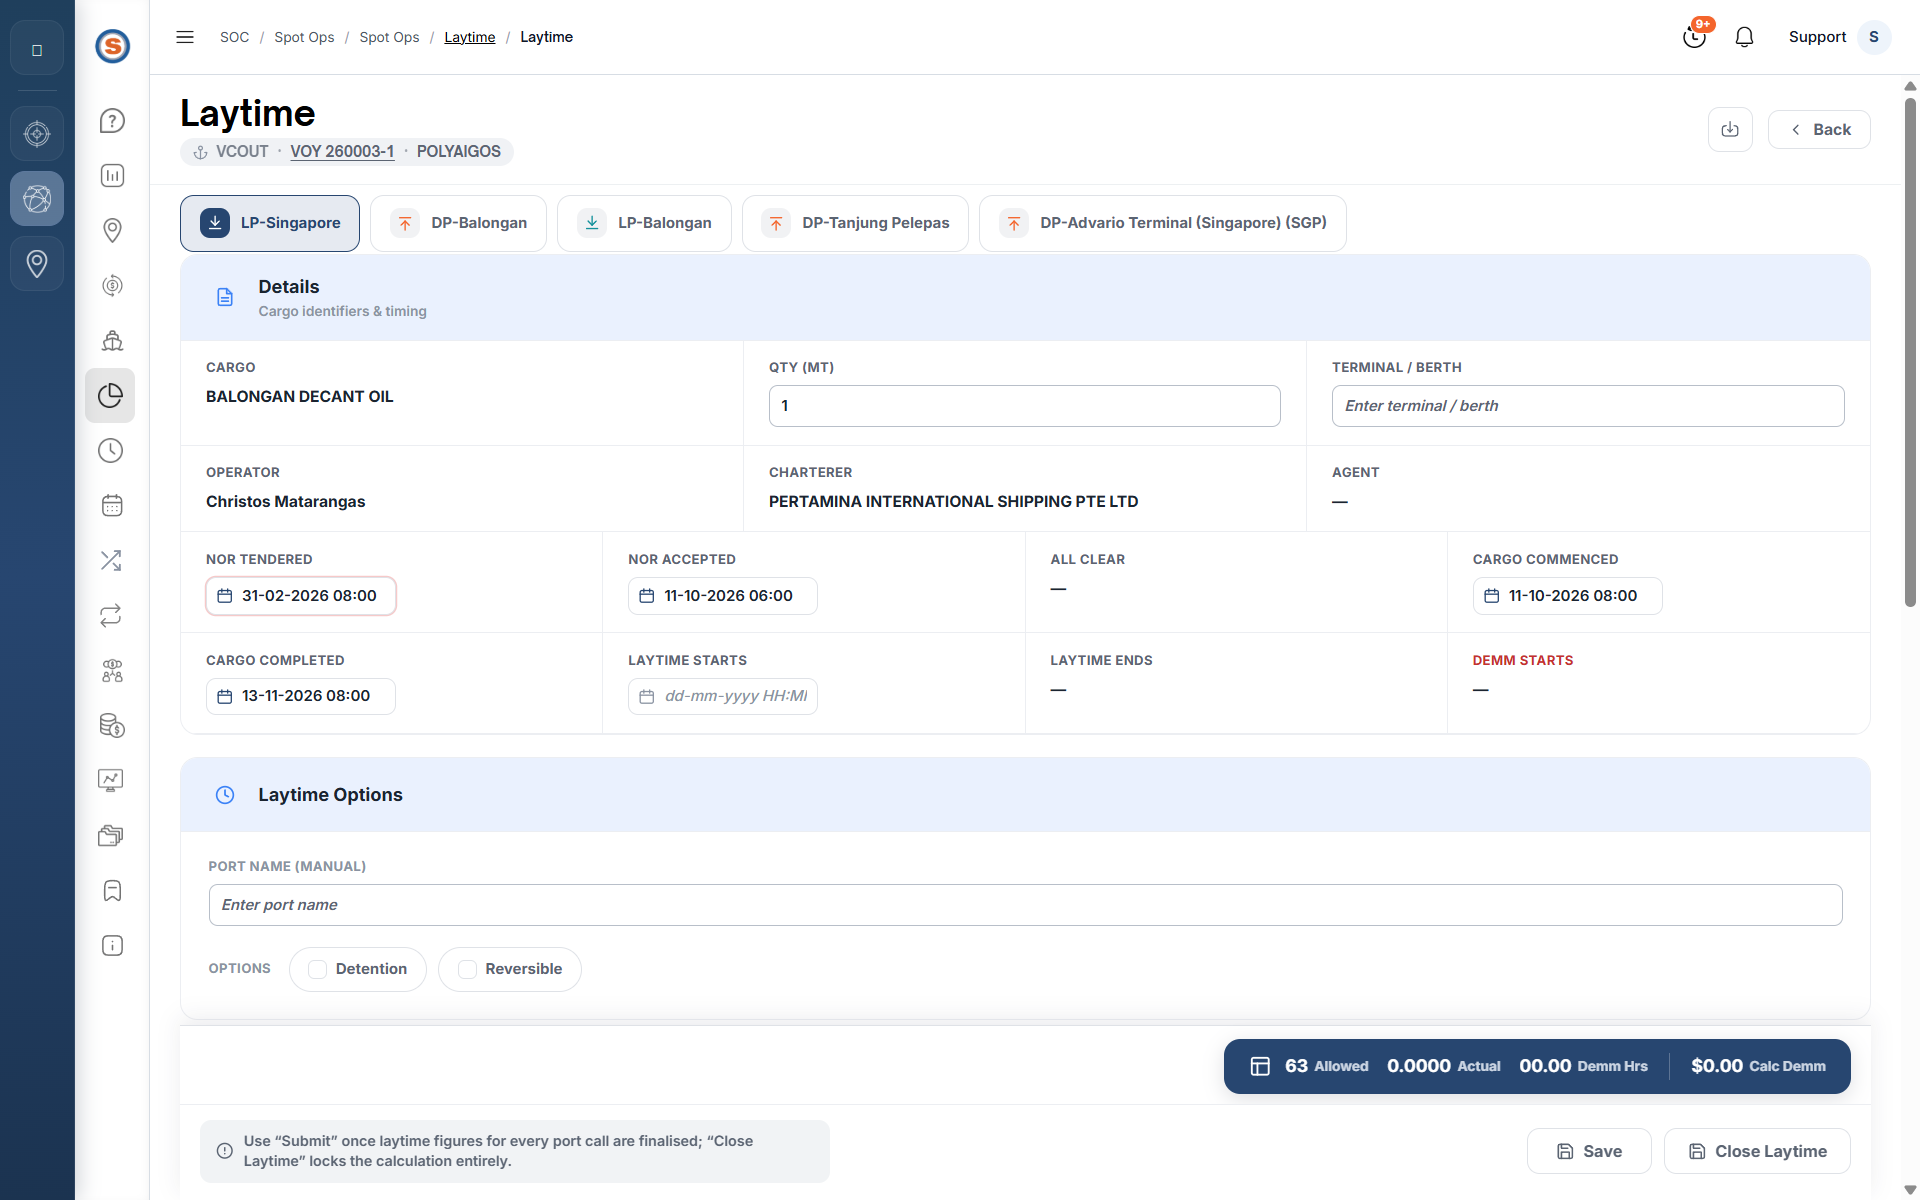 SOC / Spot Ops / Spot Ops / Laytime / Laytime
9+
Support S
Laytime
VCOUT · VOY 260003-1 · POLYAIGOS
Back
LP-Singapore
DP-Balongan
LP-Balongan
DP-Tanjung Pelepas
DP-Advario Terminal (Singapore) (SGP)
Details
Cargo identifiers & timing
CARGO
BALONGAN DECANT OIL
QTY (MT)
1
TERMINAL / BERTH
Enter terminal / berth
OPERATOR
Christos Matarangas
CHARTERER
PERTAMINA INTERNATIONAL SHIPPING PTE LTD
AGENT
—
NOR TENDERED
31-02-2026 08:00
NOR ACCEPTED
11-10-2026 06:00
ALL CLEAR
—
CARGO COMMENCED
11-10-2026 08:00
CARGO COMPLETED
13-11-2026 08:00
LAYTIME STARTS
dd-mm-yyyy HH:MI
LAYTIME ENDS
—
DEMM STARTS
—
Laytime Options
PORT NAME (MANUAL)
Enter port name
OPTIONS
Detention
Reversible
63 Allowed 0.0000 Actual 00.00 Demm Hrs $0.00 Calc Demm
Use “Submit” once laytime figures for every port call are finalised; “Close
Laytime” locks the calculation entirely.
Save
Close Laytime